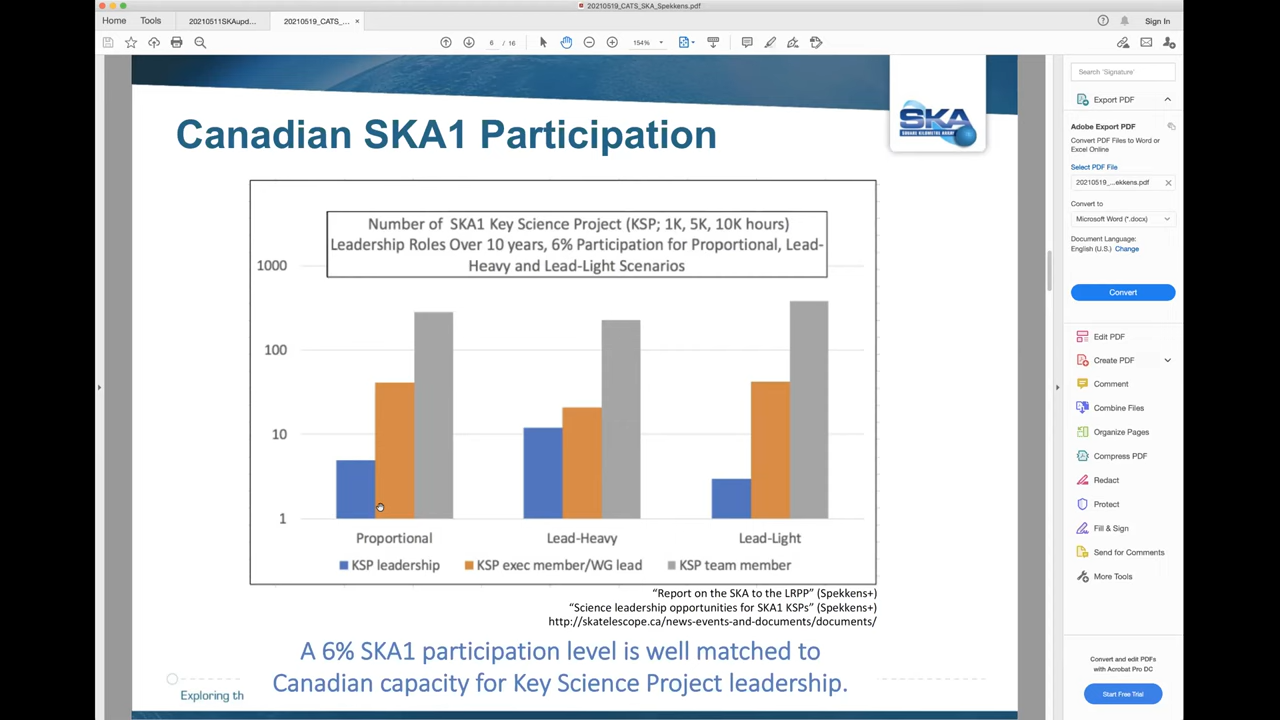 20210519_CATS_SKA_Spekkens.pdf
Home
Tools
20210511SKAupd...
20210519_CATS_...
Sign In
6 / 16
154%
Search 'Signature'
Export PDF
Adobe Export PDF
Convert PDF Files to Word or
Excel Online
Select PDF File
20210519_...ekkens.pdf
Convert to
Microsoft Word (*.docx)
Document Language:
English (U.S.) Change
Convert
Edit PDF
Create PDF
Comment
Combine Files
Organize Pages
Compress PDF
Redact
Protect
Fill & Sign
Send for Comments
More Tools
Convert and edit PDFs
with Acrobat Pro DC
Start Free Trial
SKA
SQUARE KILOMETRE ARRAY
Canadian SKA1 Participation
Number of SKA1 Key Science Project (KSP; 1K, 5K, 10K hours)
Leadership Roles Over 10 years, 6% Participation for Proportional, Lead-
Heavy and Lead-Light Scenarios
1000
100
10
1
Proportional
Lead-Heavy
Lead-Light
KSP leadership
KSP exec member/WG lead
KSP team member
“Report on the SKA to the LRPP” (Spekkens+)
“Science leadership opportunities for SKA1 KSPs” (Spekkens+)
http://skatelescope.ca/news-events-and-documents/documents/
A 6% SKA1 participation level is well matched to
Canadian capacity for Key Science Project leadership.
Exploring th